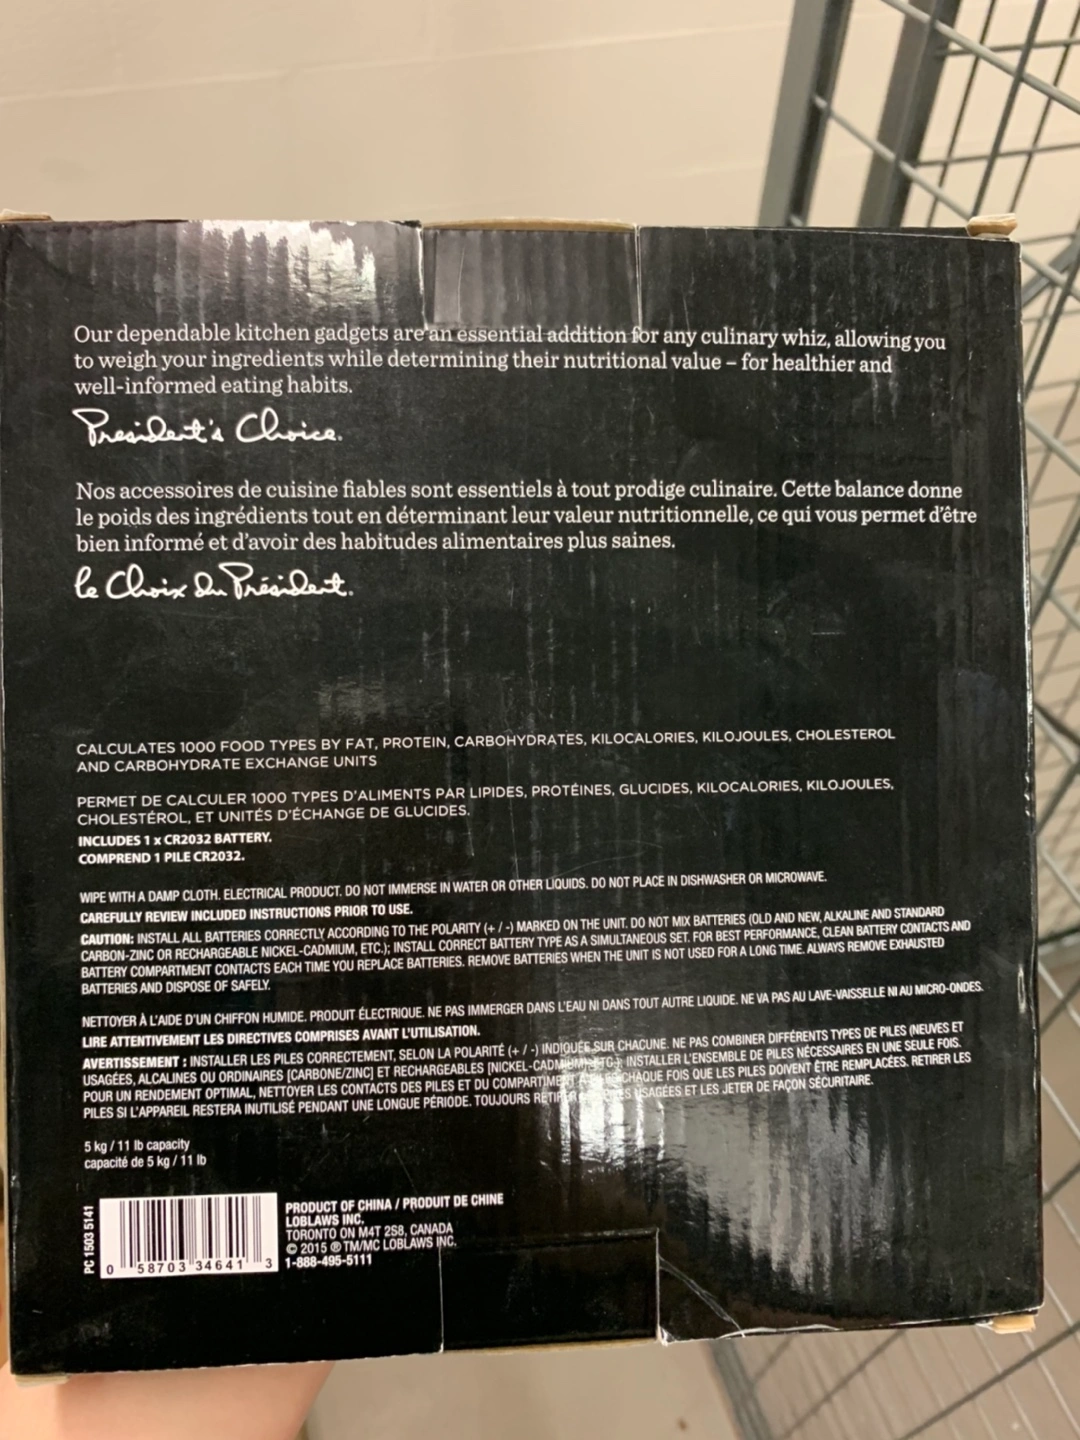 Our dependable kitchen gadgets are an essential addition for any culinary whiz, allowing you
to weigh your ingredients while determining their nutritional value – for healthier and
well-informed eating habits.
President's Choice.
Nos accessoires de cuisine fiables sont essentiels à tout prodige culinaire. Cette balance donne
le poids des ingrédients tout en déterminant leur valeur nutritionnelle, ce qui vous permet d'être
bien informé et d'avoir des habitudes alimentaires plus saines.
le Choix du Président.
CALCULATES 1000 FOOD TYPES BY FAT, PROTEIN, CARBOHYDRATES, KILOCALORIES, KILOJOULES, CHOLESTEROL
AND CARBOHYDRATE EXCHANGE UNITS
PERMET DE CALCULER 1000 TYPES D'ALIMENTS PAR LIPIDES, PROTÉINES, GLUCIDES, KILOCALORIES, KILOJOULES,
CHOLESTÉROL, ET UNITÉS D'ÉCHANGE DE GLUCIDES.
INCLUDES 1 x CR2032 BATTERY.
COMPREND 1 PILE CR2032.
WIPE WITH A DAMP CLOTH. ELECTRICAL PRODUCT. DO NOT IMMERSE IN WATER OR OTHER LIQUIDS. DO NOT PLACE IN DISHWASHER OR MICROWAVE.
CAREFULLY REVIEW INCLUDED INSTRUCTIONS PRIOR TO USE.
CAUTION: INSTALL ALL BATTERIES CORRECTLY ACCORDING TO THE POLARITY (+ / -) MARKED ON THE UNIT. DO NOT MIX BATTERIES (OLD AND NEW, ALKALINE AND STANDARD
CARBON-ZINC OR RECHARGEABLE NICKEL-CADMIUM, ETC.); INSTALL CORRECT BATTERY TYPE AS A SIMULTANEOUS SET. FOR BEST PERFORMANCE, CLEAN BATTERY CONTACTS AND
BATTERY COMPARTMENT CONTACTS EACH TIME YOU REPLACE BATTERIES. REMOVE BATTERIES WHEN THE UNIT IS NOT USED FOR A LONG TIME. ALWAYS REMOVE EXHAUSTED
BATTERIES AND DISPOSE OF SAFELY.
NETTOYER À L'AIDE D'UN CHIFFON HUMIDE. PRODUIT ÉLECTRIQUE. NE PAS IMMERGER DANS L'EAU NI DANS TOUT AUTRE LIQUIDE. NE VA PAS AU LAVE-VAISSELLE NI AU MICRO-ONDES.
LIRE ATTENTIVEMENT LES DIRECTIVES COMPRISES AVANT L'UTILISATION.
AVERTISSEMENT : INSTALLER LES PILES CORRECTEMENT, SELON LA POLARITÉ (+ / -) INDIQUÉE SUR CHACUNE. NE PAS COMBINER DIFFÉRENTS TYPES DE PILES (NEUVES ET
USAGÉES, ALCALINES OU ORDINAIRES [CARBONE/ZINC] ET RECHARGEABLES [NICKEL-CADMIUM] ETC.); INSTALLER L'ENSEMBLE DE PILES NÉCESSAIRES EN UNE SEULE FOIS.
POUR UN RENDEMENT OPTIMAL, NETTOYER LES CONTACTS DES PILES ET DU COMPARTIMENT CHAQUE FOIS QUE LES PILES DOIVENT ÊTRE REMPLACÉES. RETIRER LES
PILES SI L'APPAREIL RESTERA INUTILISÉ PENDANT UNE LONGUE PÉRIODE. TOUJOURS RETIRER USAGÉES ET LES JETER DE FAÇON SÉCURITAIRE.
5 kg / 11 lb capacity
capacité de 5 kg / 11 lb
PC 1503 5141
0 58703 34641 3
PRODUCT OF CHINA / PRODUIT DE CHINE
LOBLAWS INC.
TORONTO ON M4T 2S8, CANADA
© 2015 ® TM/MC LOBLAWS INC.
1-888-495-5111